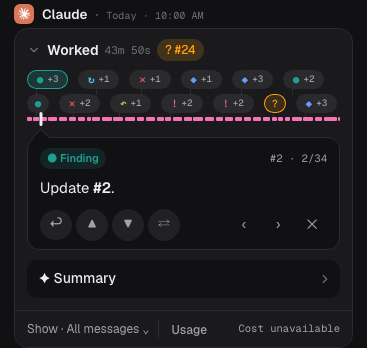 Claude · Today · 10:00 AM
Worked 43m 50s ? #24
+3 ↻ +1 × +1 ◆ +1 ◆ +3 +2
× +2 ↶ +1 ! +2 ! +2 ? ◆ +3
Finding #2 · 2/34
Update #2.
Summary
Show · All messages Usage Cost unavailable